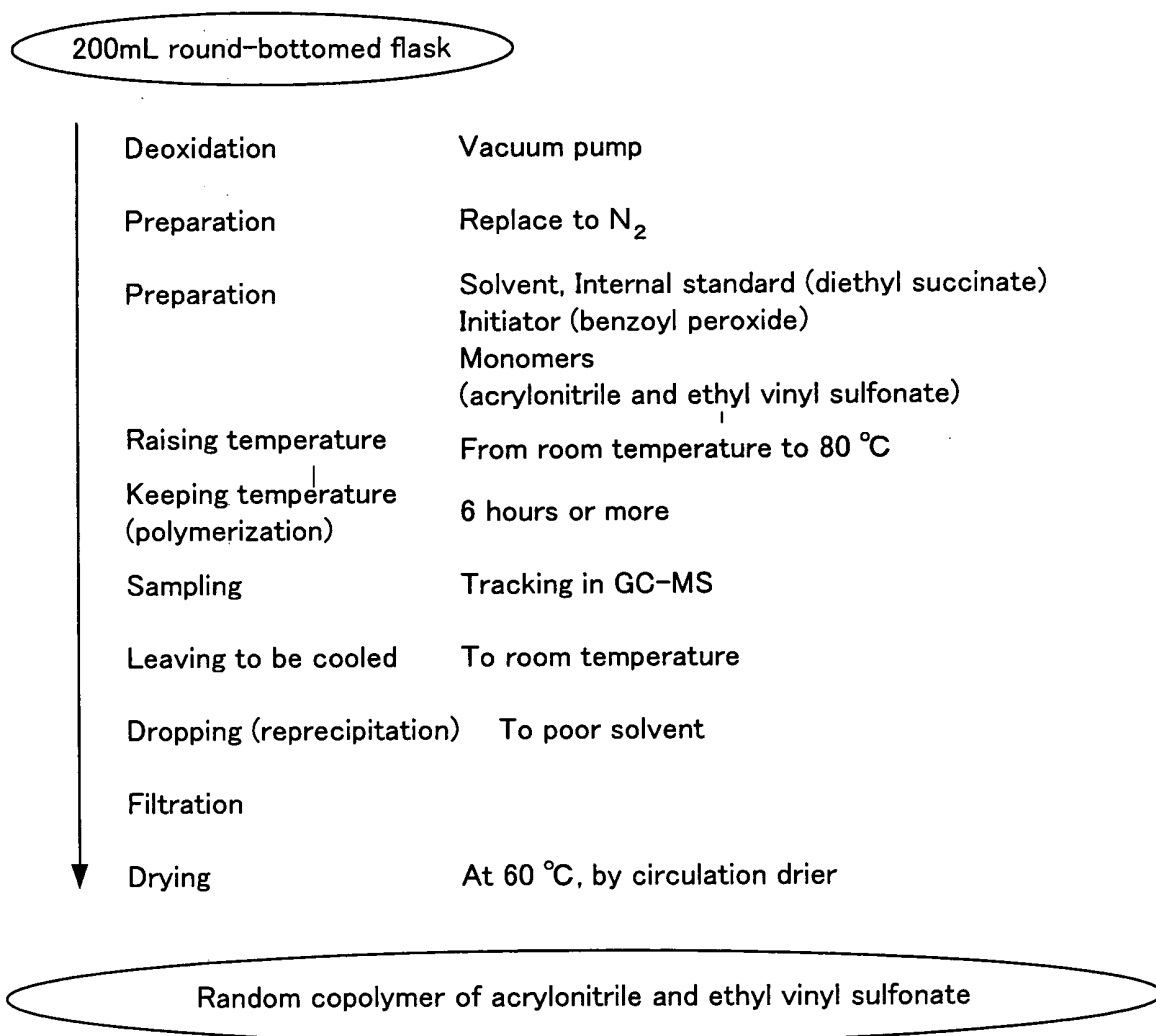 200mL round-bottomed flask
Deoxidation Vacuum pump
Preparation Replace to N₂
Preparation Solvent, Internal standard (diethyl succinate)
Initiator (benzoyl peroxide)
Monomers
(acrylonitrile and ethyl vinyl sulfonate)
Raising temperature From room temperature to 80 °C
Keeping temperature
(polymerization) 6 hours or more
Sampling Tracking in GC-MS
Leaving to be cooled To room temperature
Dropping (reprecipitation) To poor solvent
Filtration
Drying At 60 °C, by circulation drier
Random copolymer of acrylonitrile and ethyl vinyl sulfonate